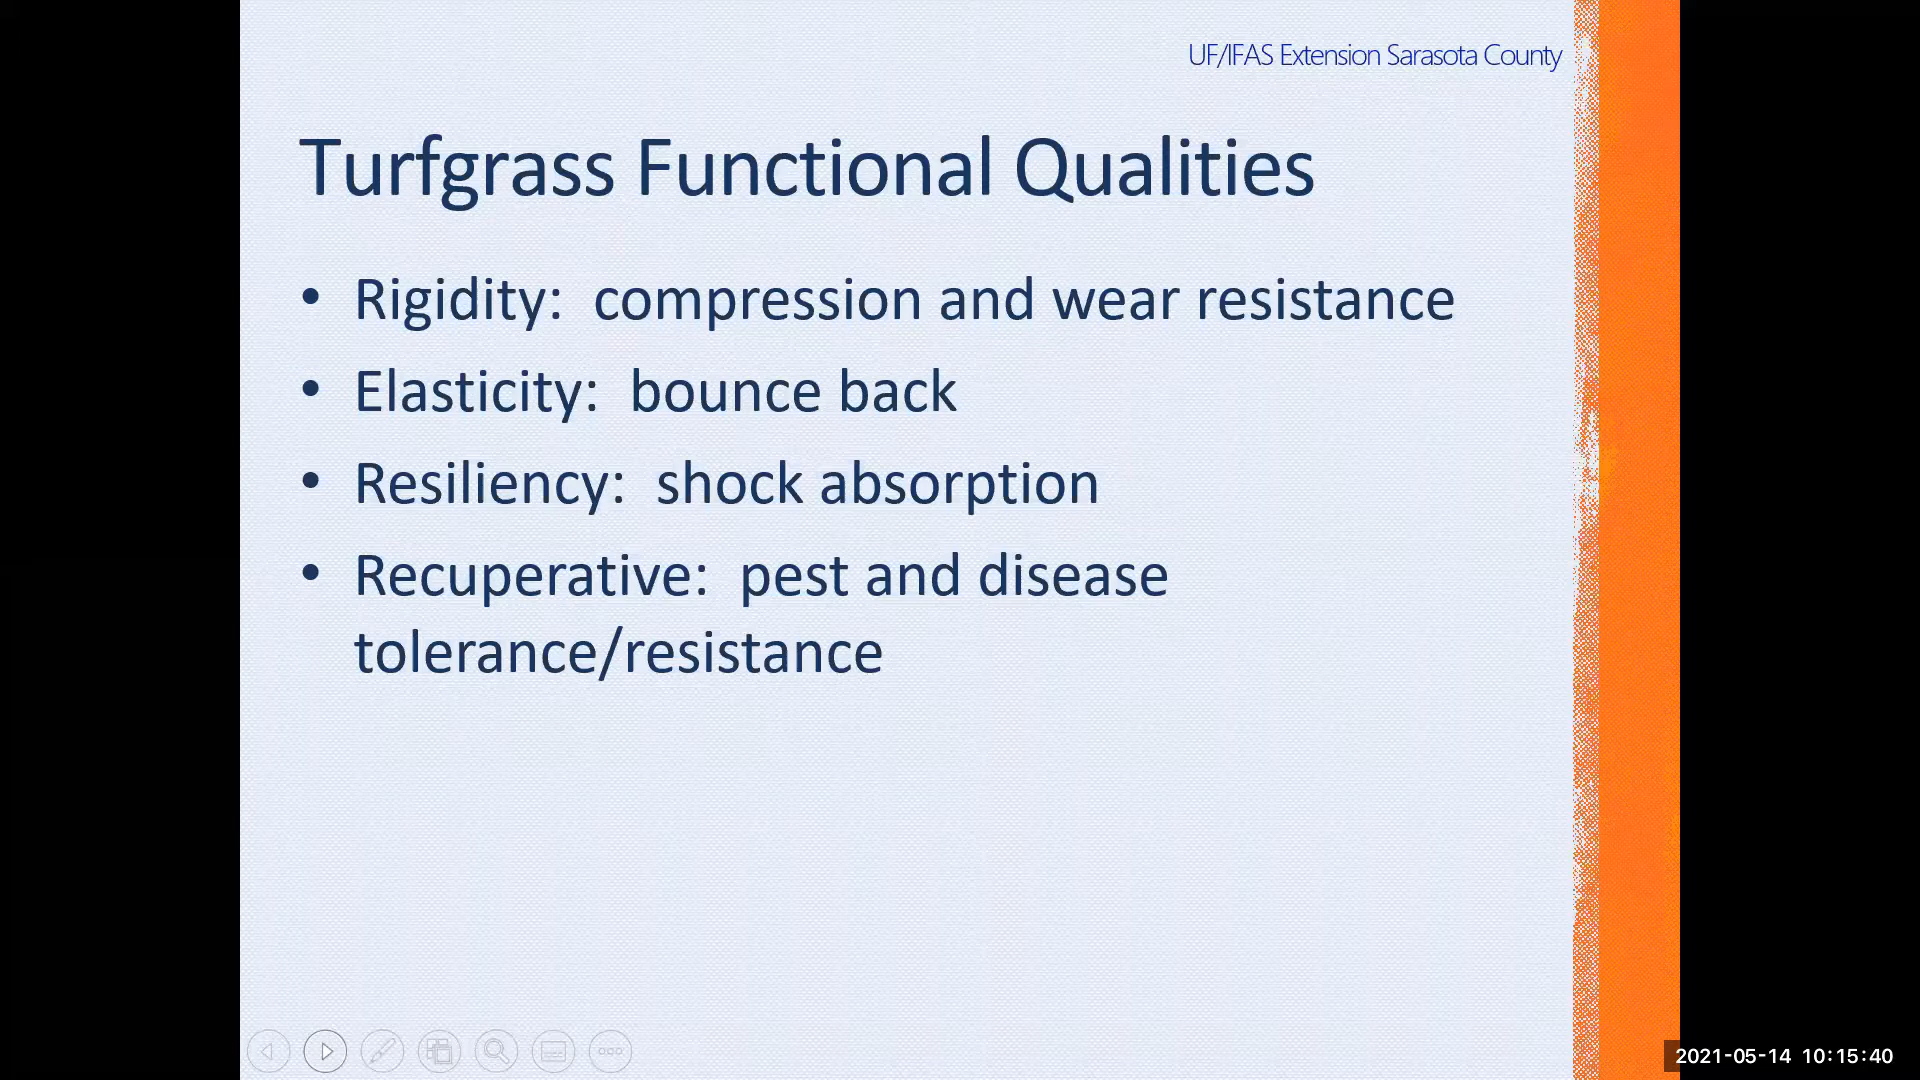 UF/IFAS Extension Sarasota County
Turfgrass Functional Qualities
• Rigidity:  compression and wear resistance
• Elasticity:  bounce back
• Resiliency:  shock absorption
• Recuperative:  pest and disease
tolerance/resistance
2021-05-14 10:15:40